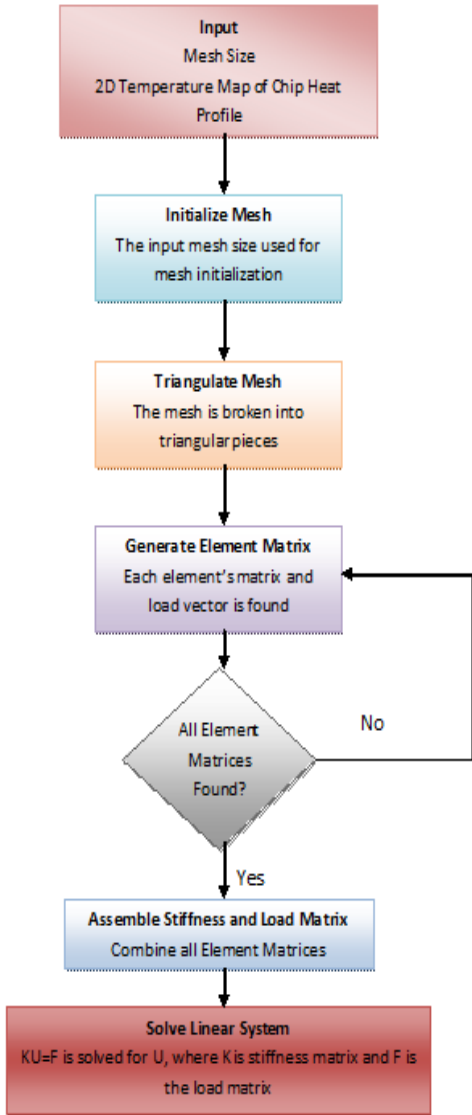 Input
Mesh Size
2D Temperature Map of Chip Heat
Profile
Initialize Mesh
The input mesh size used for
mesh initialization
Triangulate Mesh
The mesh is broken into
triangular pieces
Generate Element Matrix
Each element's matrix and
load vector is found
All Element
Matrices
Found?
No
Yes
Assemble Stiffness and Load Matrix
Combine all Element Matrices
Solve Linear System
KU=F is solved for U, where K is stiffness matrix and F is
the load matrix